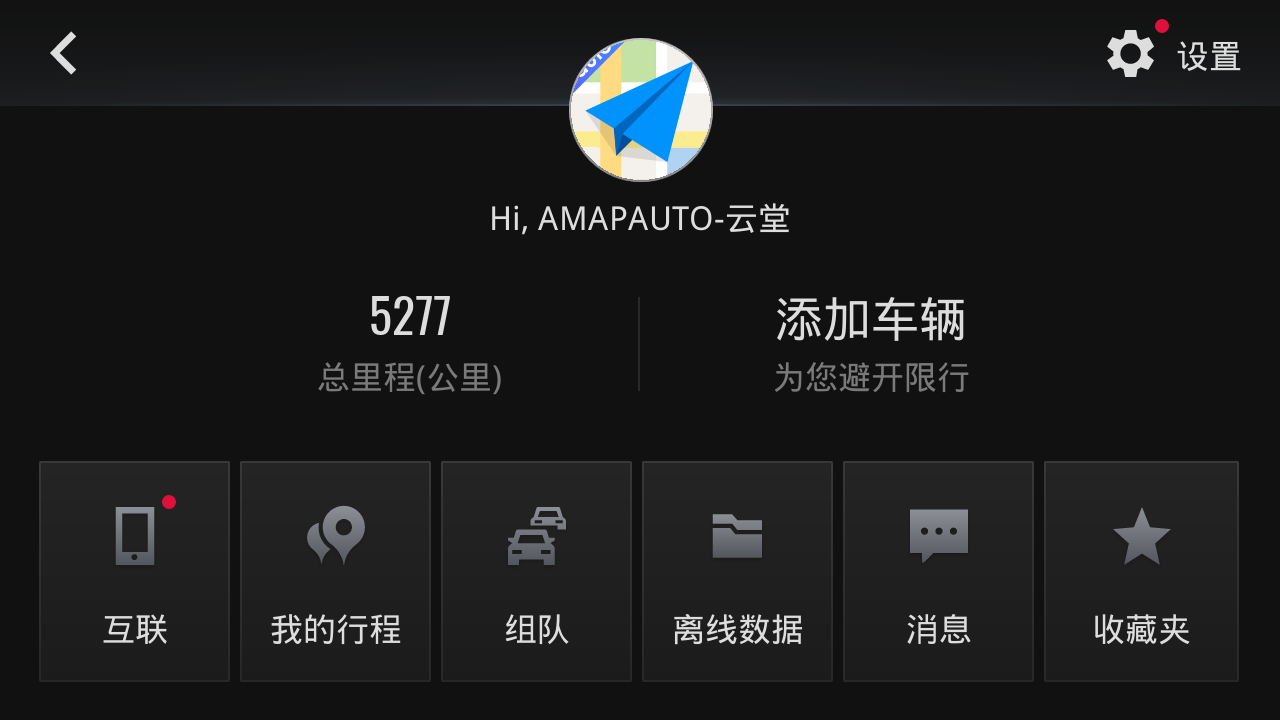 设置
Hi, AMAPAUTO-云堂
5277
总里程(公里)
添加车辆
为您避开限行
互联
我的行程
组队
离线数据
消息
收藏夹